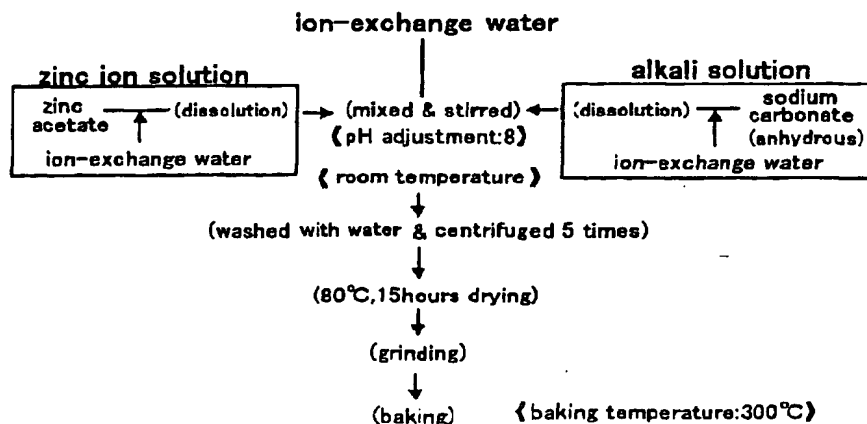 ion-exchange water
zinc ion solution
alkali solution
zinc acetate (dissolution)
ion-exchange water
(mixed & stirred)
《pH adjustment:8》
《 room temperature 》
(dissolution) sodium carbonate (anhydrous)
ion-exchange water
(washed with water & centrifuged 5 times)
(80℃,15hours drying)
(grinding)
(baking) 《baking temperature:300℃》